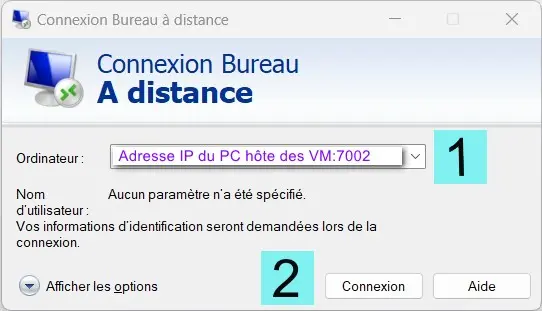 Connexion Bureau à distance
Connexion Bureau
A distance
Ordinateur :
Adresse IP du PC hôte des VM:7002
1
Nom
d'utilisateur :
Aucun paramètre n'a été spécifié.
Vos informations d'identification seront demandées lors de la
connexion.
2
Afficher les options
Connexion
Aide